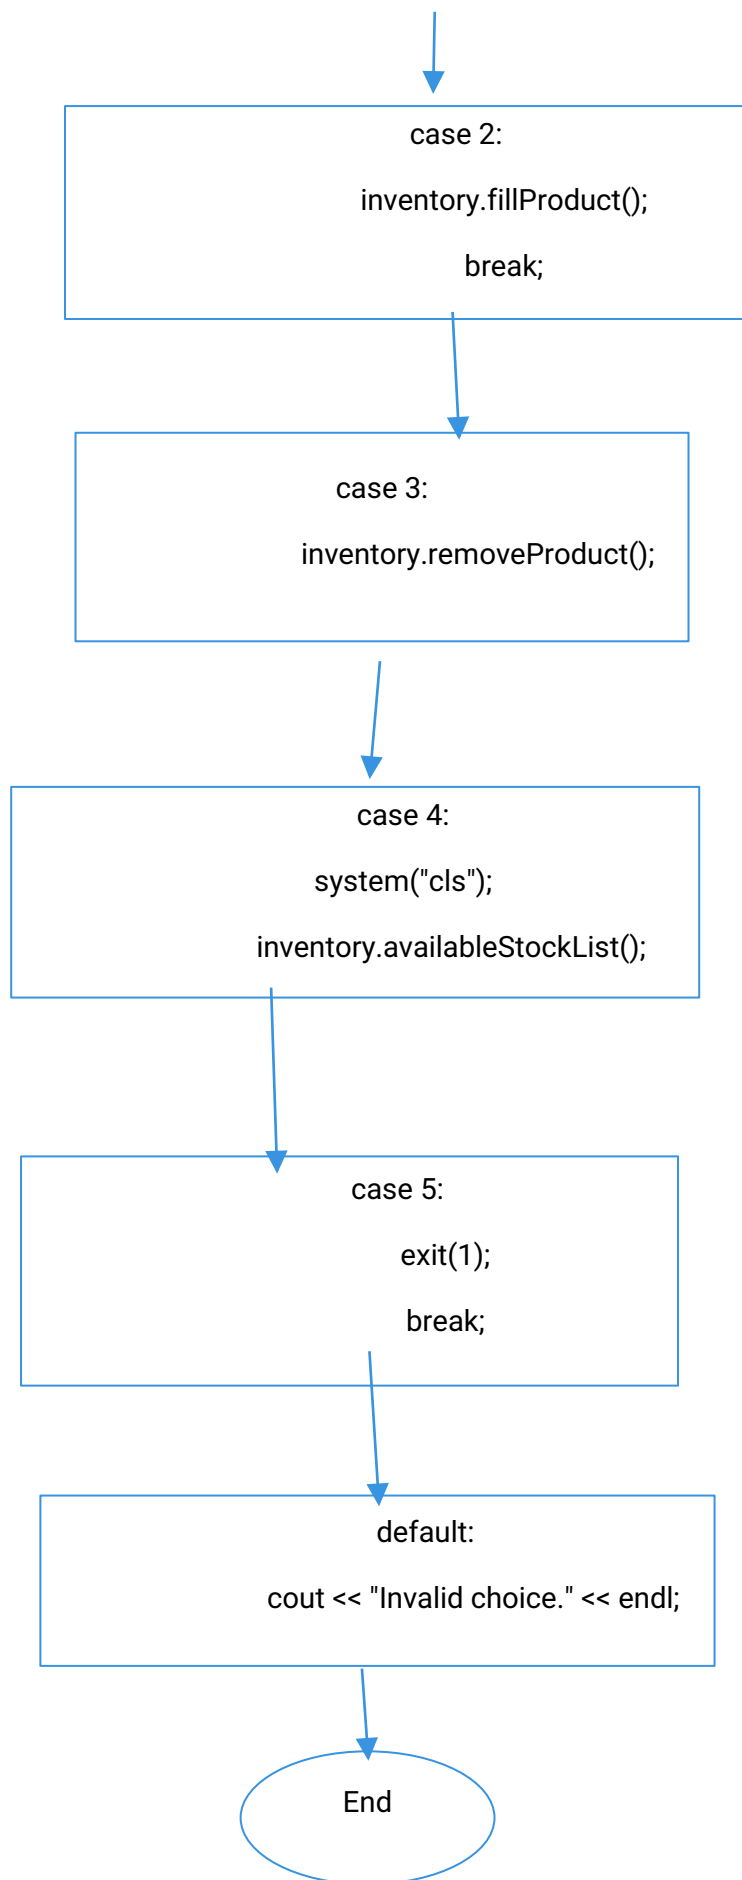 case 2:
inventory.fillProduct();
break;
case 3:
inventory.removeProduct();
case 4:
system("cls");
inventory.availableStockList();
case 5:
exit(1);
break;
default:
cout << "Invalid choice." << endl;
End